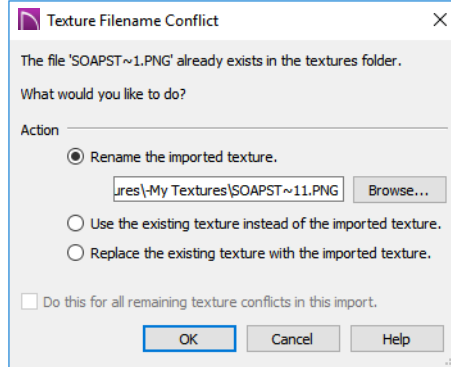 Texture Filename Conflict
The file 'SOAPST~1.PNG' already exists in the textures folder.
What would you like to do?
Action
Rename the imported texture.
ures\-My Textures\SOAPST~11.PNG Browse...
Use the existing texture instead of the imported texture.
Replace the existing texture with the imported texture.
Do this for all remaining texture conflicts in this import.
OK Cancel Help